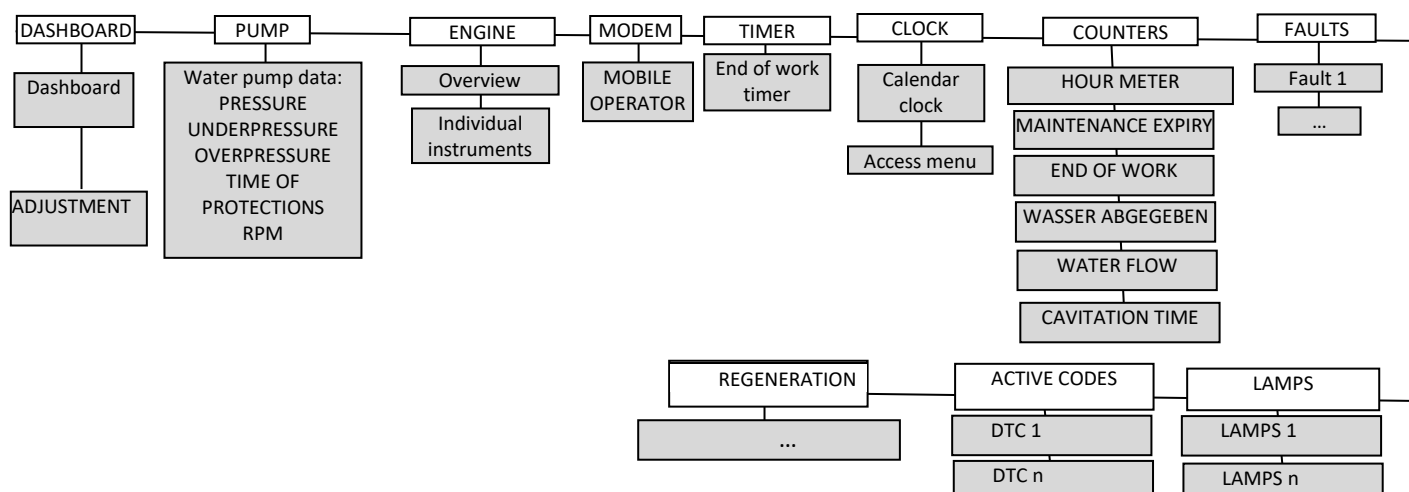 DASHBOARD
PUMP
ENGINE
MODEM
TIMER
CLOCK
COUNTERS
FAULTS
Dashboard
ADJUSTMENT
Water pump data:
PRESSURE
UNDERPRESSURE
OVERPRESSURE
TIME OF
PROTECTIONS
RPM
Overview
Individual
instruments
MOBILE
OPERATOR
End of work
timer
Calendar
clock
Access menu
HOUR METER
MAINTENANCE EXPIRY
END OF WORK
WASSER ABGEGEBEN
WATER FLOW
CAVITATION TIME
Fault 1
...
REGENERATION
...
ACTIVE CODES
DTC 1
DTC n
LAMPS
LAMPS 1
LAMPS n